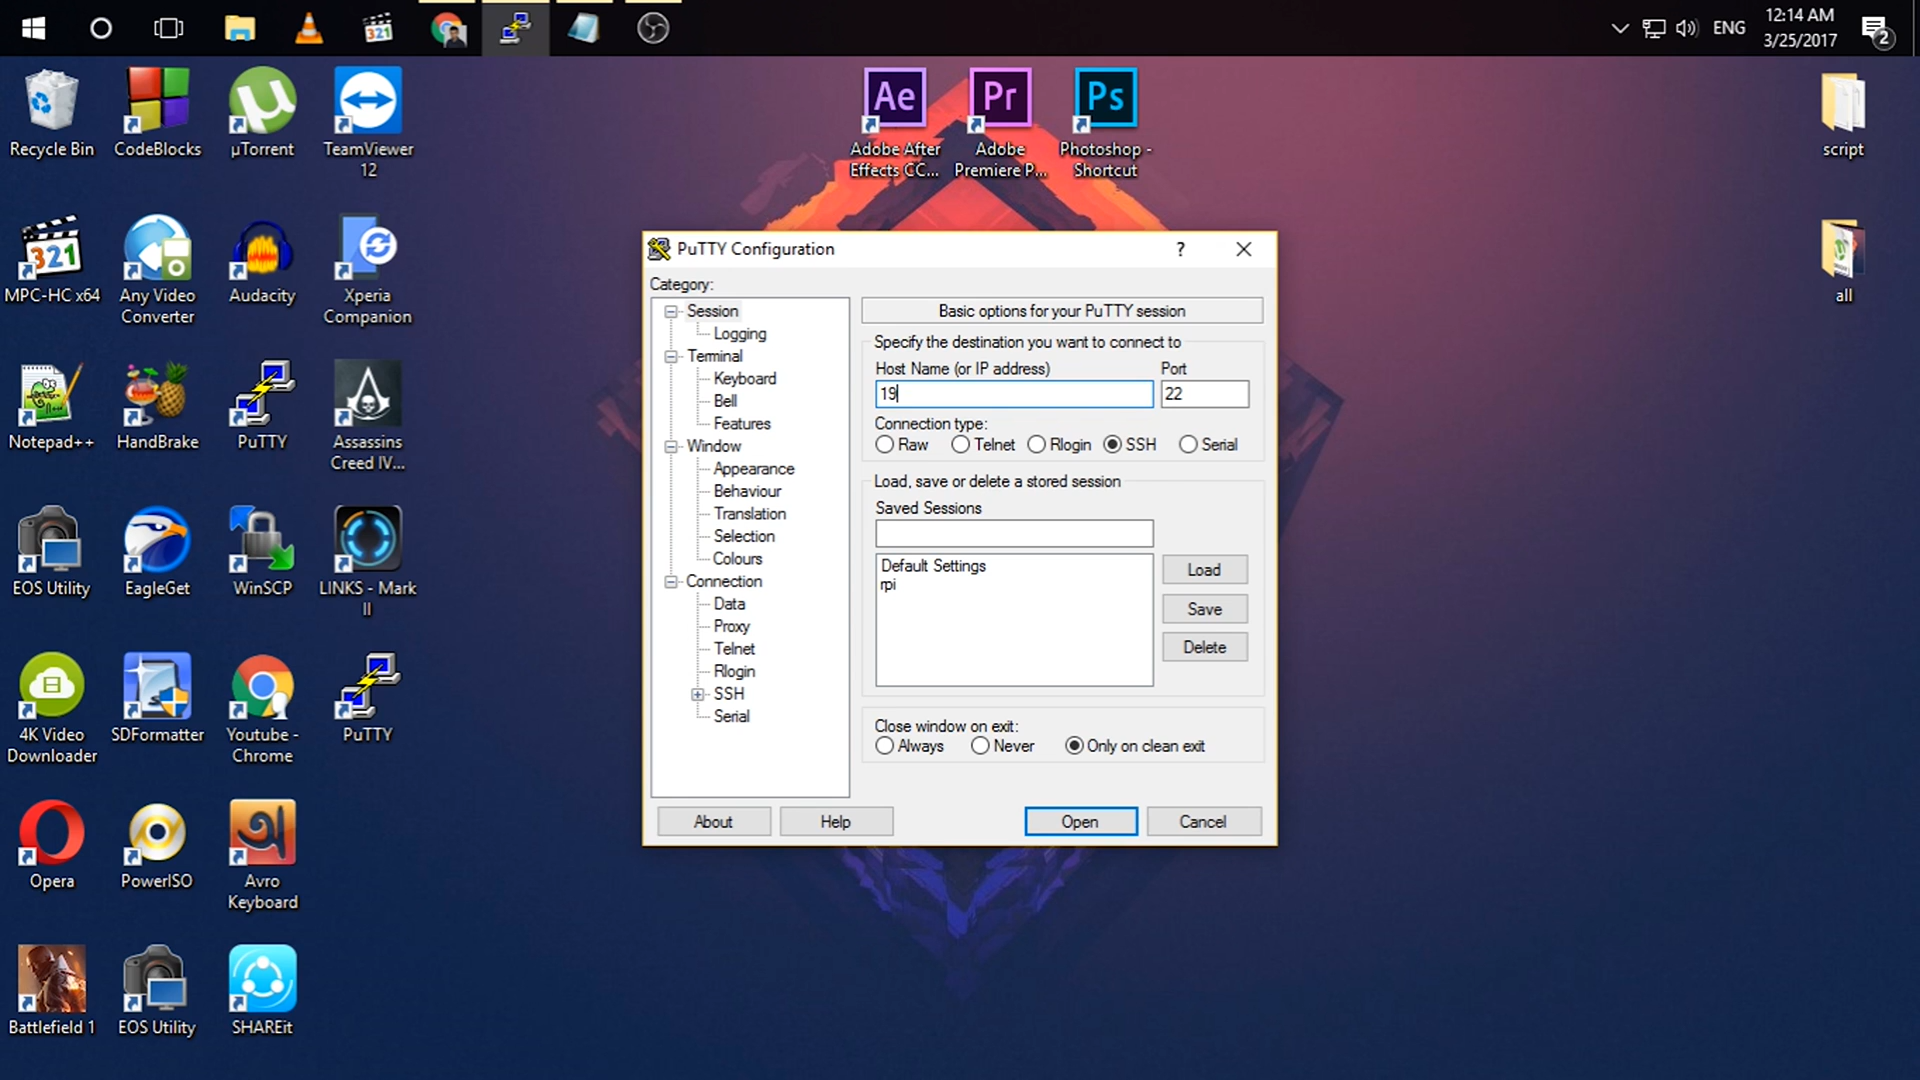 321
ENG
12:14 AM
3/25/2017
2
Recycle Bin
CodeBlocks
µTorrent
TeamViewer
12
Ae
Adobe After
Effects CC...
Pr
Adobe
Premiere P...
Ps
Photoshop -
Shortcut
script
321
MPC-HC x64
Any Video
Converter
Audacity
Xperia
Companion
all
Notepad++
HandBrake
PuTTY
Assassins
Creed IV...
EOS Utility
EagleGet
WinSCP
LINKS - Mark
II
4K Video
Downloader
SDFormatter
Youtube -
Chrome
PuTTY
Opera
PowerISO
অ
Avro
Keyboard
Battlefield 1
EOS Utility
SHAREit
PuTTY Configuration
?
Category:
Session
Logging
Terminal
Keyboard
Bell
Features
Window
Appearance
Behaviour
Translation
Selection
Colours
Connection
Data
Proxy
Telnet
Rlogin
SSH
Serial
Basic options for your PuTTY session
Specify the destination you want to connect to
Host Name (or IP address)
Port
19
22
Connection type:
Raw
Telnet
Rlogin
SSH
Serial
Load, save or delete a stored session
Saved Sessions
Default Settings
rpi
Load
Save
Delete
Close window on exit:
Always
Never
Only on clean exit
About
Help
Open
Cancel